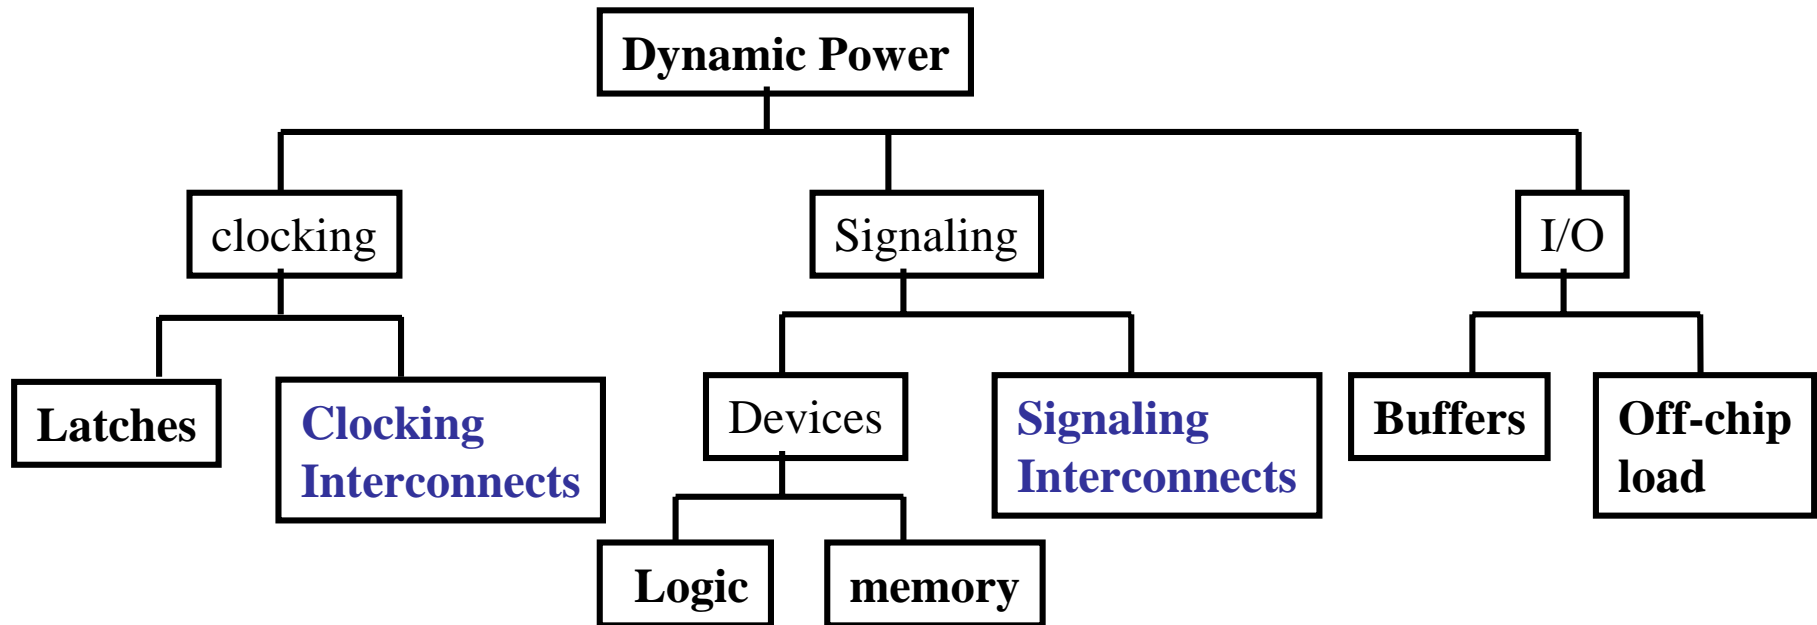 Dynamic Power
clocking
Signaling
I/O
Latches
Clocking
Interconnects
Devices
Signaling
Interconnects
Buffers
Off-chip
load
Logic
memory